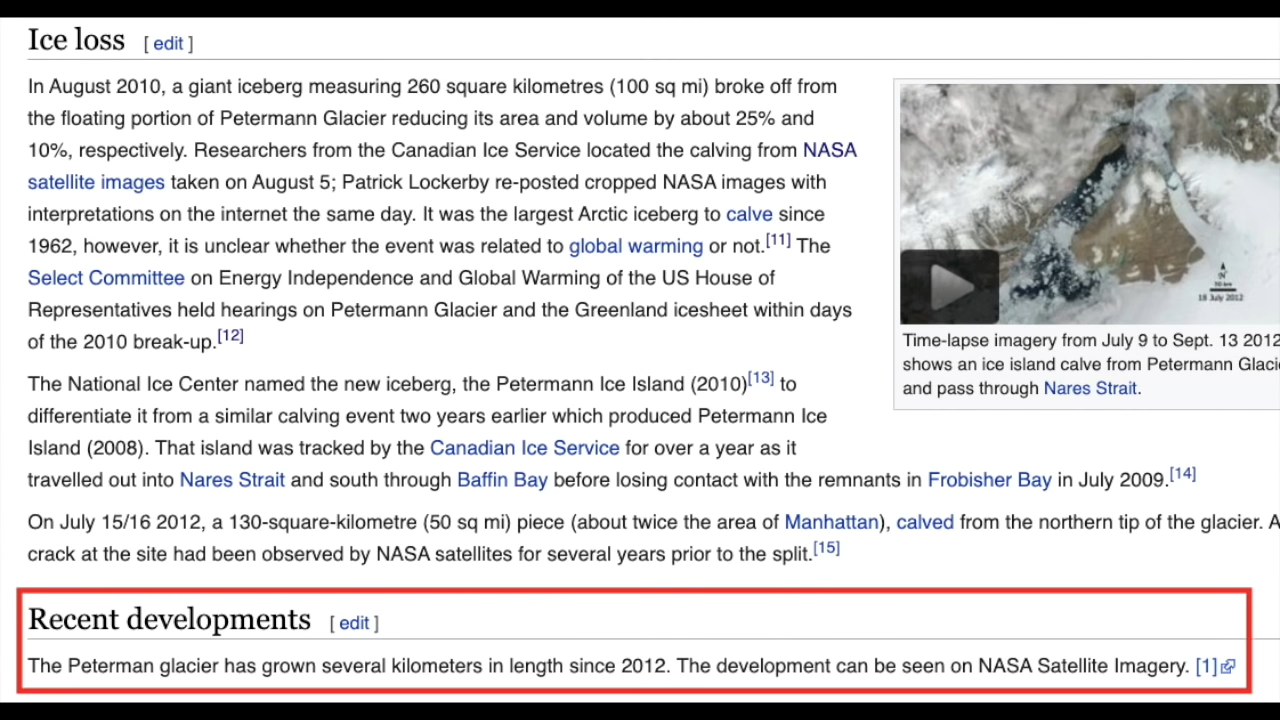 Ice loss [ edit ]
In August 2010, a giant iceberg measuring 260 square kilometres (100 sq mi) broke off from
the floating portion of Petermann Glacier reducing its area and volume by about 25% and
10%, respectively. Researchers from the Canadian Ice Service located the calving from NASA
satellite images taken on August 5; Patrick Lockerby re-posted cropped NASA images with
interpretations on the internet the same day. It was the largest Arctic iceberg to calve since
1962, however, it is unclear whether the event was related to global warming or not.[11] The
Select Committee on Energy Independence and Global Warming of the US House of
Representatives held hearings on Petermann Glacier and the Greenland icesheet within days
of the 2010 break-up.[12]
The National Ice Center named the new iceberg, the Petermann Ice Island (2010)[13] to
differentiate it from a similar calving event two years earlier which produced Petermann Ice
Island (2008). That island was tracked by the Canadian Ice Service for over a year as it
travelled out into Nares Strait and south through Baffin Bay before losing contact with the remnants in Frobisher Bay in July 2009.[14]
On July 15/16 2012, a 130-square-kilometre (50 sq mi) piece (about twice the area of Manhattan), calved from the northern tip of the glacier. A
crack at the site had been observed by NASA satellites for several years prior to the split.[15]
18 July 2012
Time-lapse imagery from July 9 to Sept. 13 2012
shows an ice island calve from Petermann Glaci
and pass through Nares Strait.
Recent developments [ edit ]
The Peterman glacier has grown several kilometers in length since 2012. The development can be seen on NASA Satellite Imagery. [1]